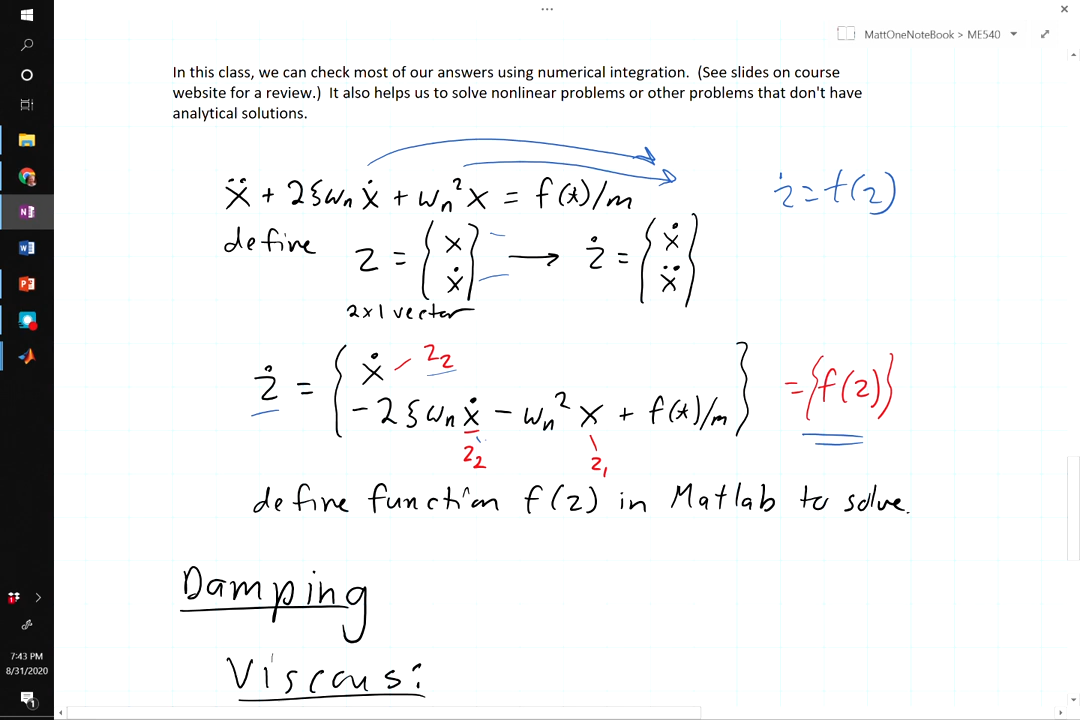 MattOneNoteBook > ME540
In this class, we can check most of our answers using numerical integration. (See slides on course
website for a review.) It also helps us to solve nonlinear problems or other problems that don't have
analytical solutions.
ẍ + 2ζωₙẋ + ωₙ²x = f(t)/m
ż = f(z)
define z = {x ẋ} → ż = {ẋ ẍ}
2x1 vector
ż = {ẋ - z₂
-2ζωₙẋ - ωₙ²x + f(t)/m} = {f(z)}
z₂ z₁
define function f(z) in Matlab to solve.
Damping
Viscous:
7:43 PM
8/31/2020
1